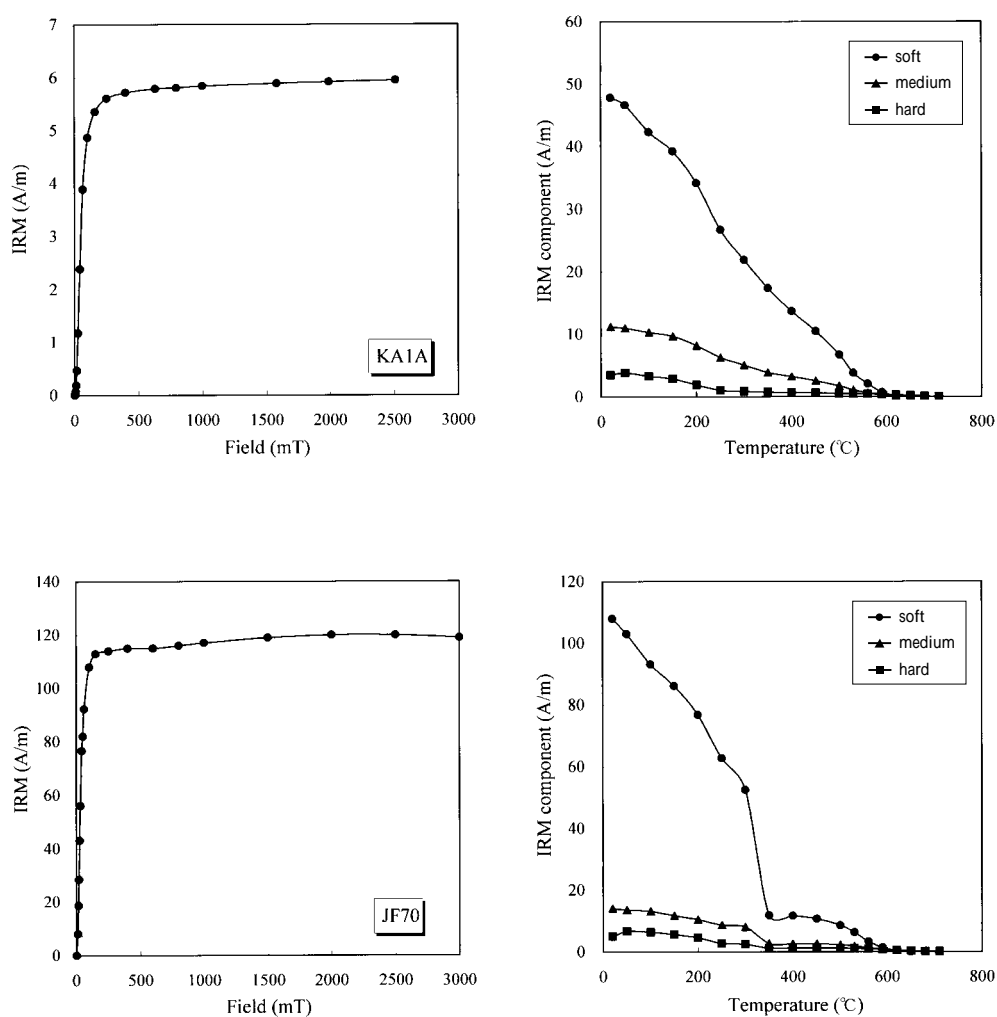 7
6
5
4
3
2
1
0
IRM (A/m)
KA1A
0 500 1000 1500 2000 2500 3000
Field (mT)
60
50
40
30
20
10
0
IRM component (A/m)
soft
medium
hard
0 200 400 600 800
Temperature (℃)
140
120
100
80
60
40
20
0
IRM (A/m)
JF70
0 500 1000 1500 2000 2500 3000
Field (mT)
120
100
80
60
40
20
0
IRM component (A/m)
soft
medium
hard
0 200 400 600 800
Temperature (℃)